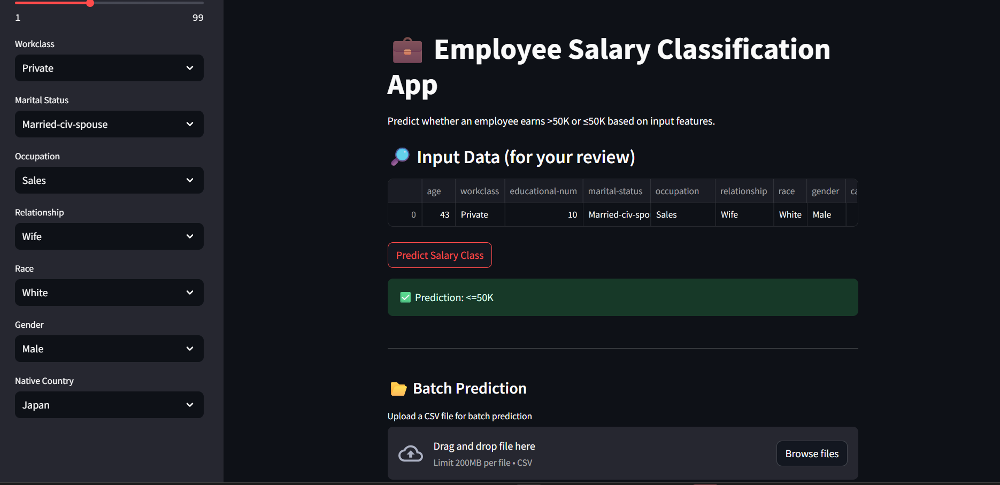 1 99
Workclass
Private
Marital Status
Married-civ-spouse
Occupation
Sales
Relationship
Wife
Race
White
Gender
Male
Native Country
Japan
Employee Salary Classification
App
Predict whether an employee earns >50K or ≤50K based on input features.
Input Data (for your review)
age workclass educational-num marital-status occupation relationship race gender ca
0 43 Private 10 Married-civ-spo Sales Wife White Male
Predict Salary Class
Prediction: <=50K
Batch Prediction
Upload a CSV file for batch prediction
Drag and drop file here
Limit 200MB per file • CSV
Browse files